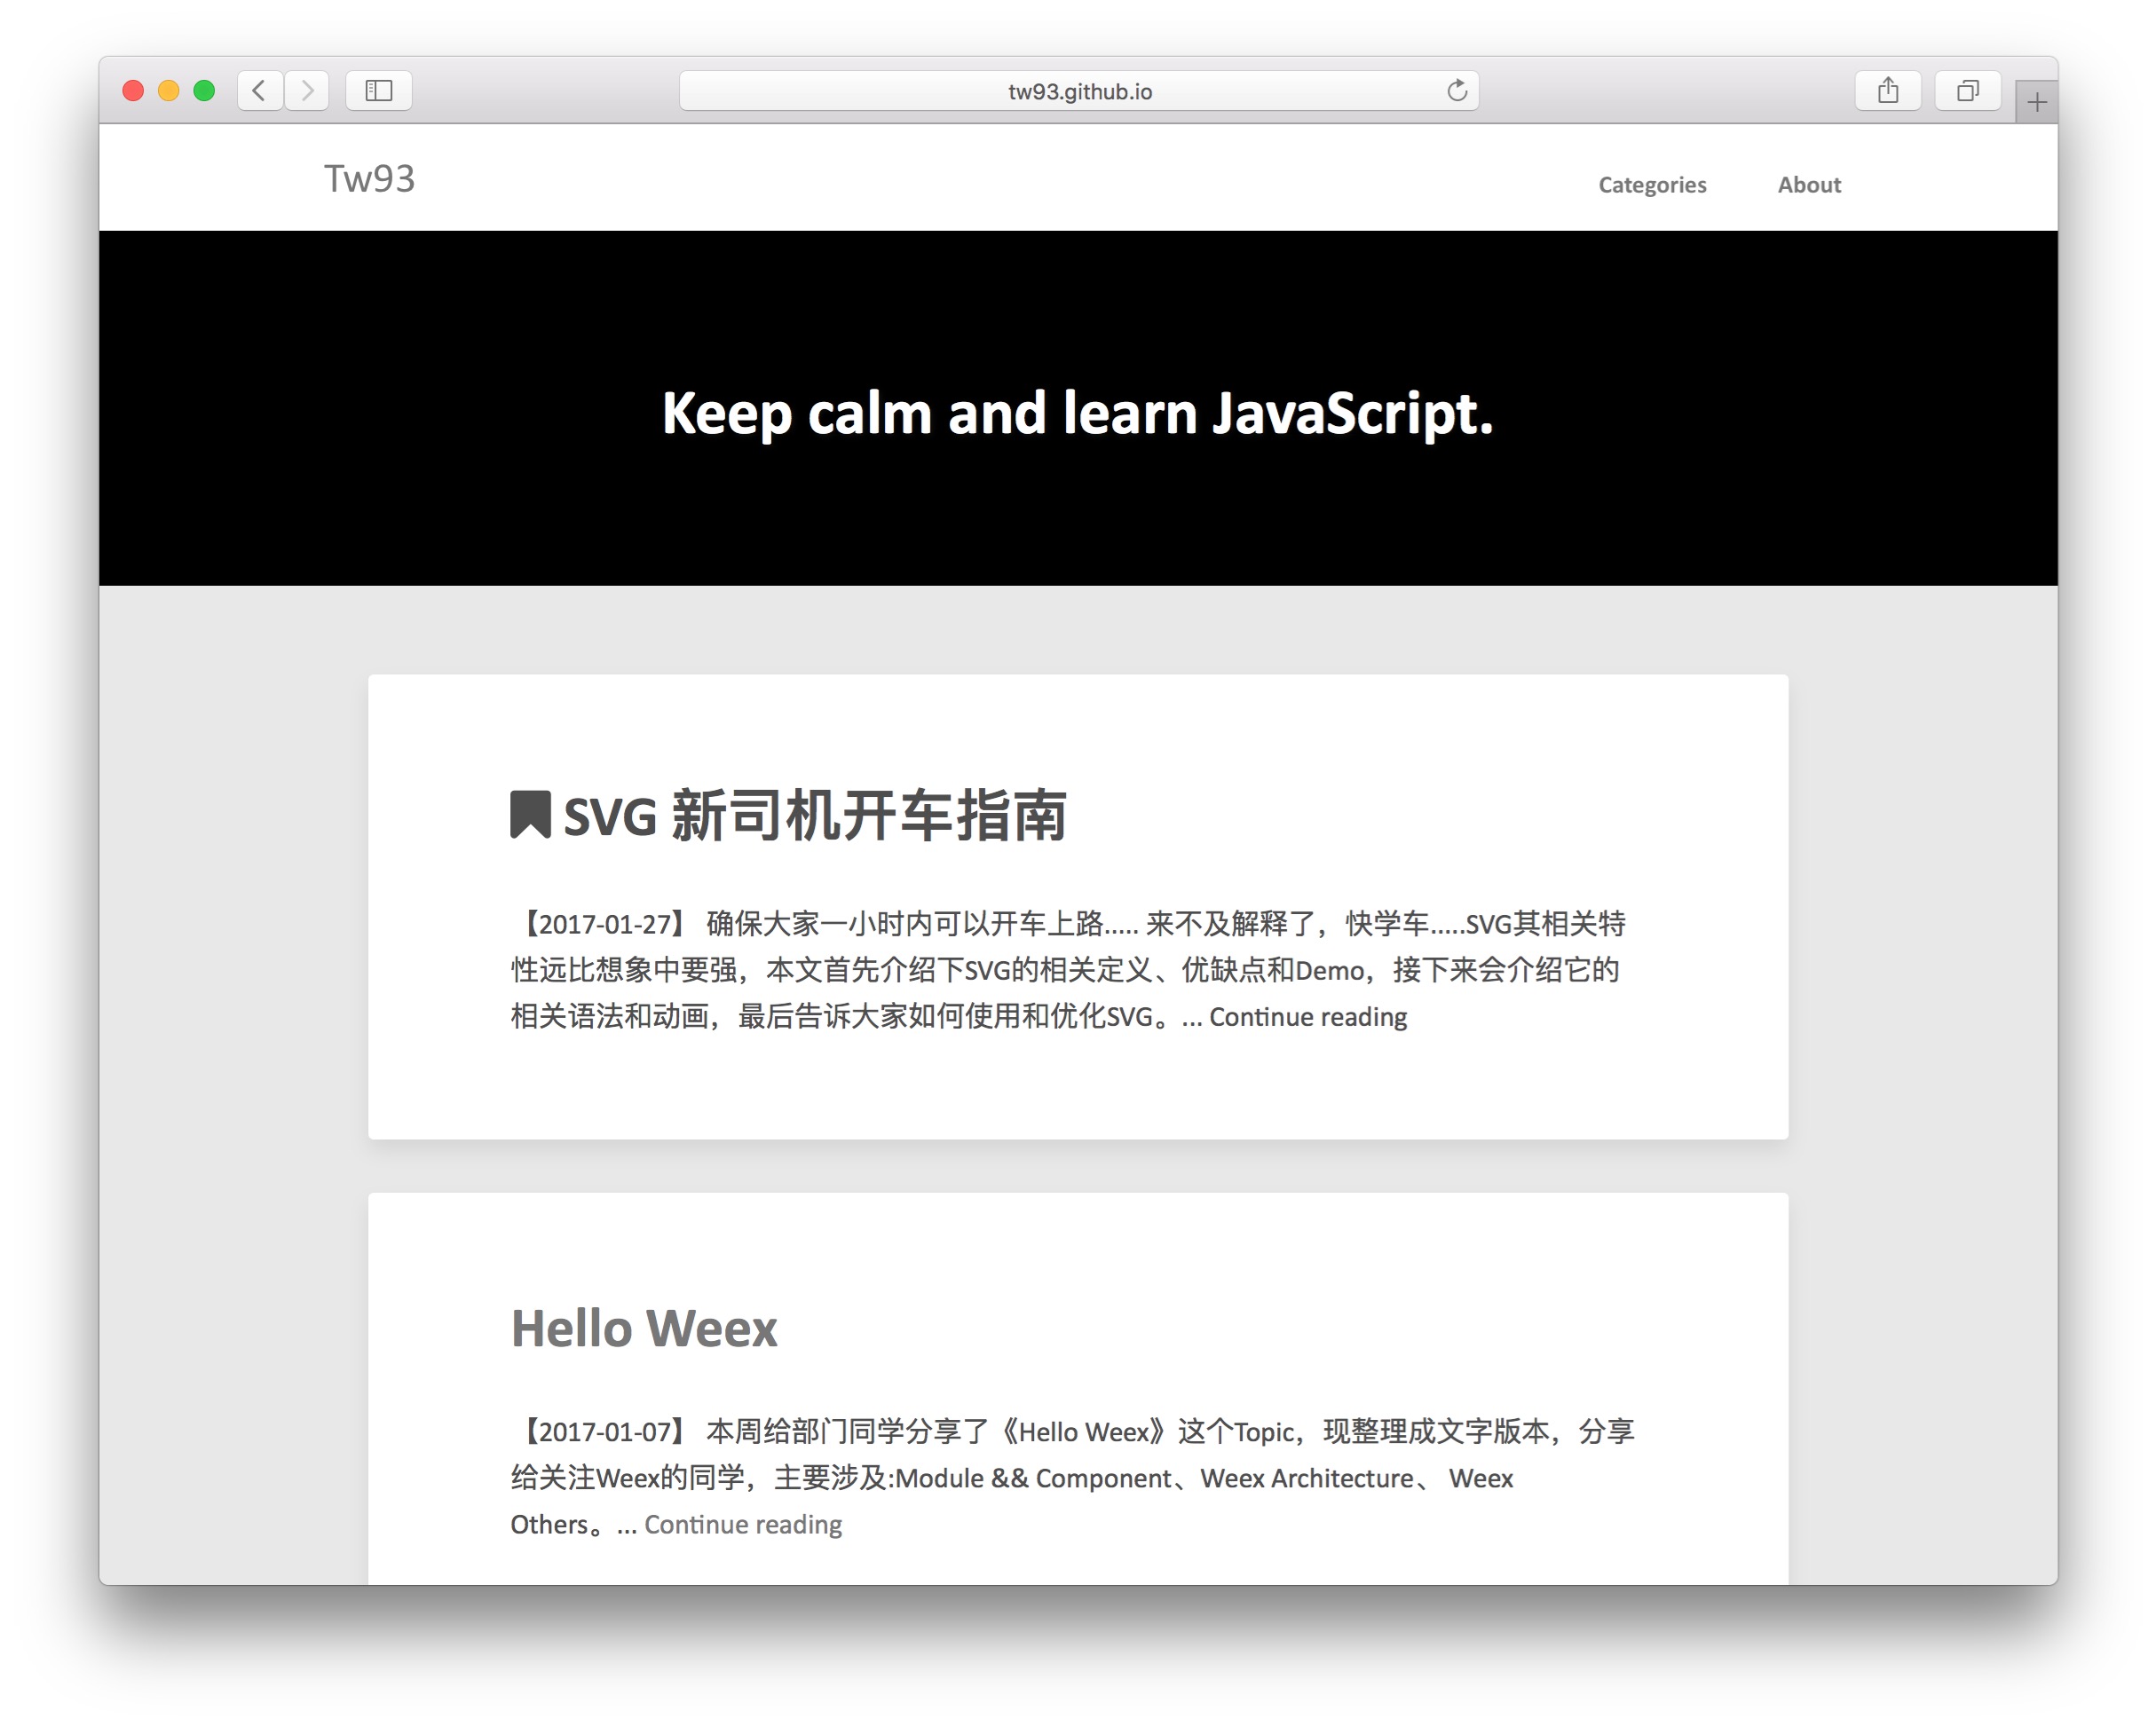 tw93.github.io
Tw93
Categories
About
Keep calm and learn JavaScript.
SVG 新司机开车指南
【2017-01-27】 确保大家一小时内可以开车上路..... 来不及解释了，快学车.....SVG其相关特
性远比想象中要强，本文首先介绍下SVG的相关定义、优缺点和Demo，接下来会介绍它的
相关语法和动画，最后告诉大家如何使用和优化SVG。... Continue reading
Hello Weex
【2017-01-07】 本周给部门同学分享了《Hello Weex》这个Topic，现整理成文字版本，分享
给关注Weex的同学，主要涉及:Module && Component、Weex Architecture、 Weex
Others。... Continue reading